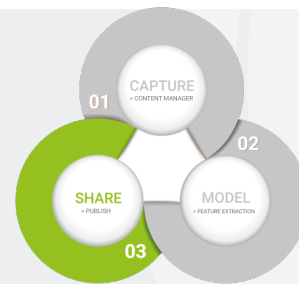 01
CAPTURE
> CONTENT MANAGER
02
MODEL
> FEATURE EXTRACTION
03
SHARE
> PUBLISH